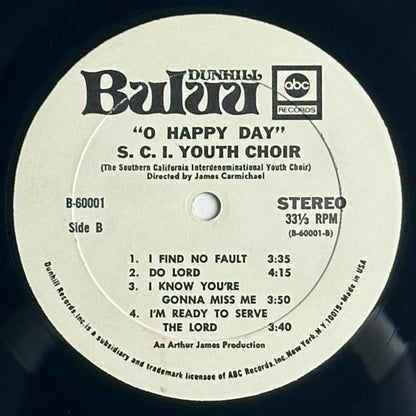 DUNHILL
Buluu
abc
RECORDS
"O HAPPY DAY"
S. C. I. YOUTH CHOIR
(The Southern California Interdenominational Youth Choir)
Directed by James Carmichael
B-60001
Side B
STEREO
33⅓ RPM
(B-60001-B)
1. I FIND NO FAULT 3:35
2. DO LORD 4:15
3. I KNOW YOU'RE
GONNA MISS ME 3:50
4. I'M READY TO SERVE
THE LORD 3:40
An Arthur James Production
Dunhill Records, Inc. is a subsidiary and trademark licensee of ABC Records, Inc. New York, N.Y. 10019 • Made in USA